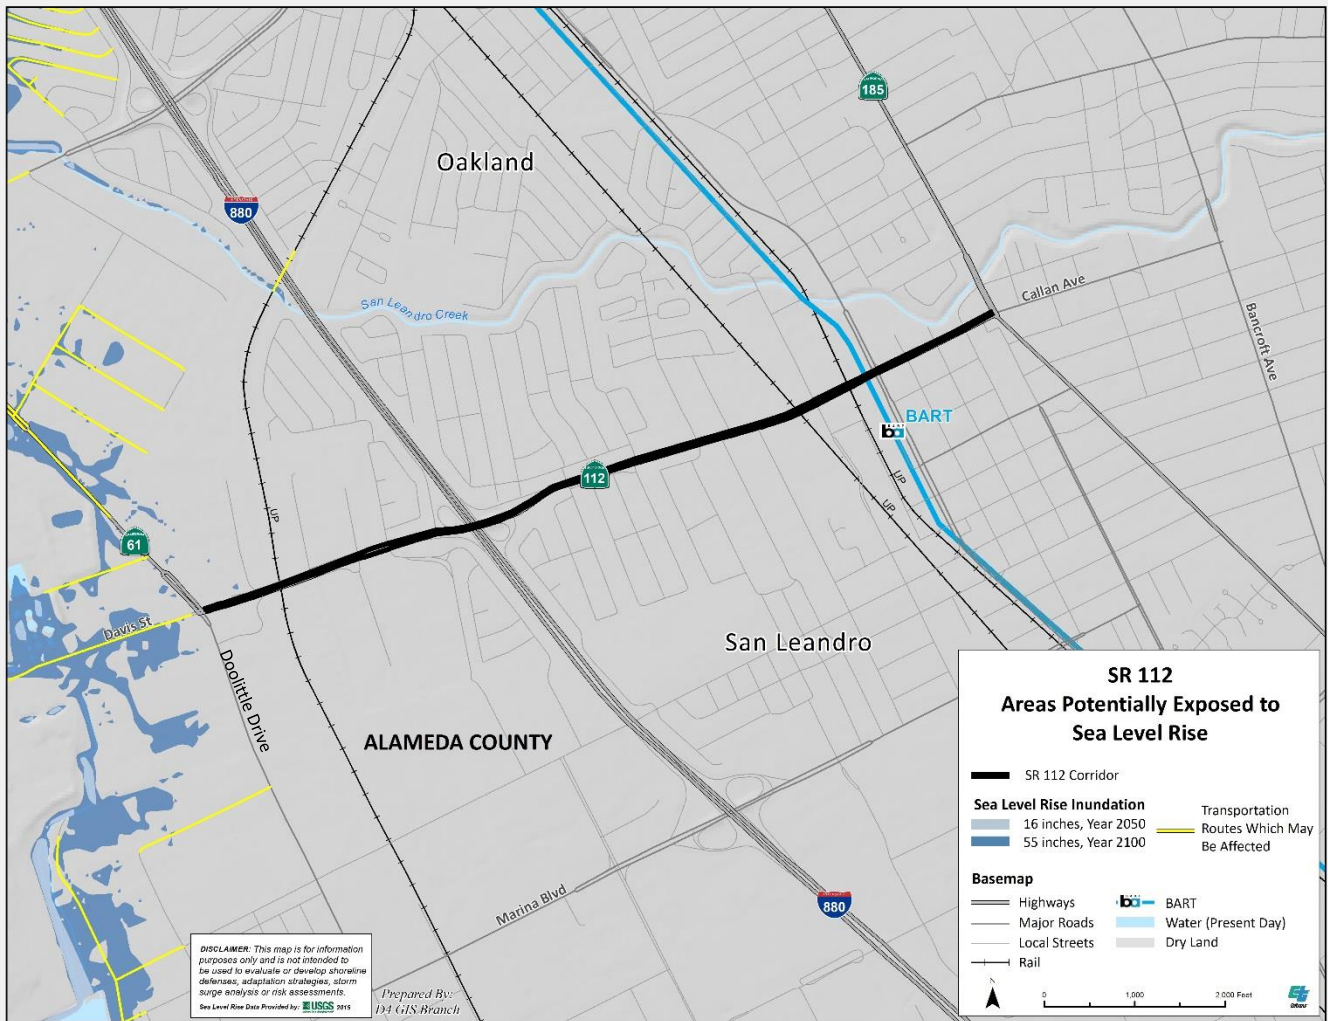 185
Oakland
880
San Leandro Creek
Callan Ave
Bancroft Ave
BART
ba
112
UP
UP
UP
61
Davis St
Doolittle Drive
San Leandro
ALAMEDA COUNTY
Marina Blvd
880
SR 112
Areas Potentially Exposed to
Sea Level Rise
SR 112 Corridor
Sea Level Rise Inundation
16 inches, Year 2050
55 inches, Year 2100
Transportation
Routes Which May
Be Affected
Basemap
Highways
Major Roads
Local Streets
Rail
ba
BART
Water (Present Day)
Dry Land
N
0 1,000 2,000 Feet
DISCLAIMER: This map is for information
purposes only and is not intended to
be used to evaluate or develop shoreline
defenses, adaptation strategies, storm
surge analysis or risk assessments.
Sea Level Rise Data Provided by: USGS 2015
Prepared By:
D4 GIS Branch